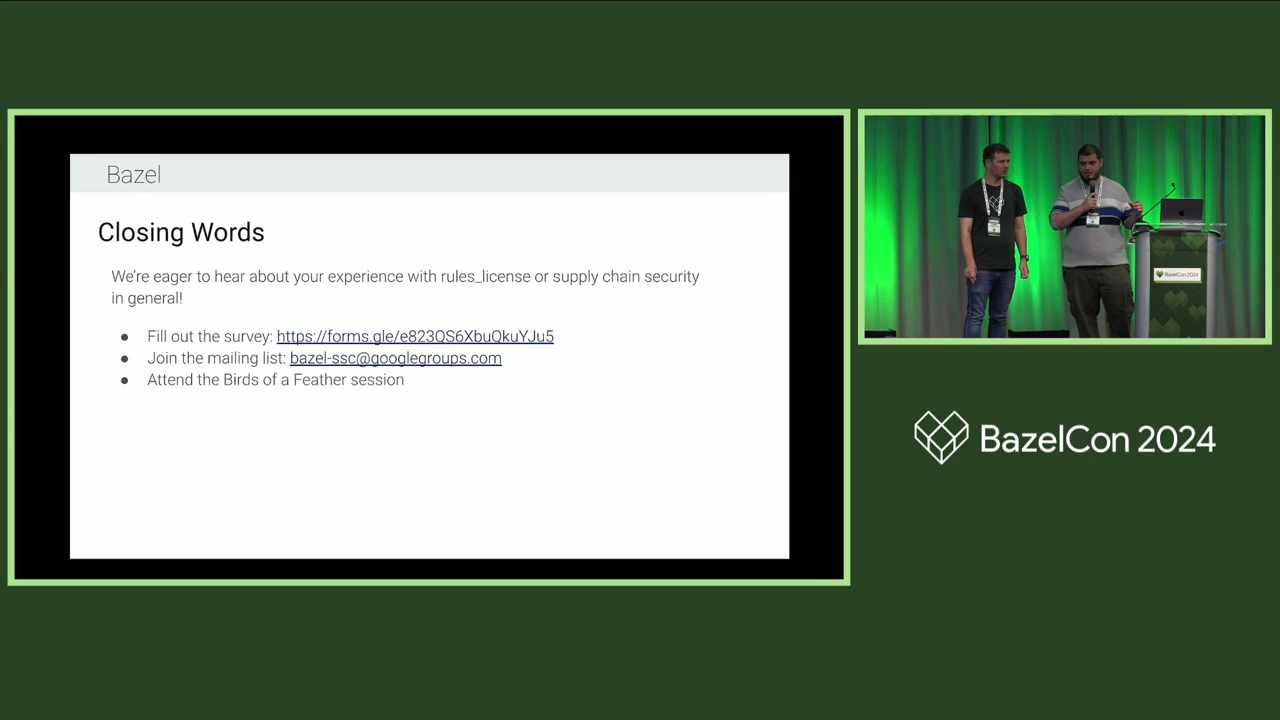 Bazel
Closing Words
We're eager to hear about your experience with rules_license or supply chain security
in general!
● Fill out the survey: https://forms.gle/e823QS6XbuQkuYJu5
● Join the mailing list: bazel-ssc@googlegroups.com
● Attend the Birds of a Feather session
BazelCon 2024
BazelCon 2024